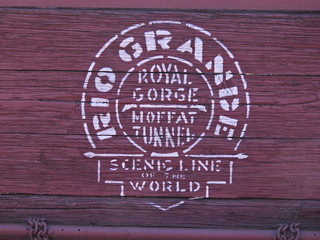 RIO GRANDE
ROYAL
GORGE
MOFFAT
TUNNEL
SCENIC LINE
OF THE
WORLD